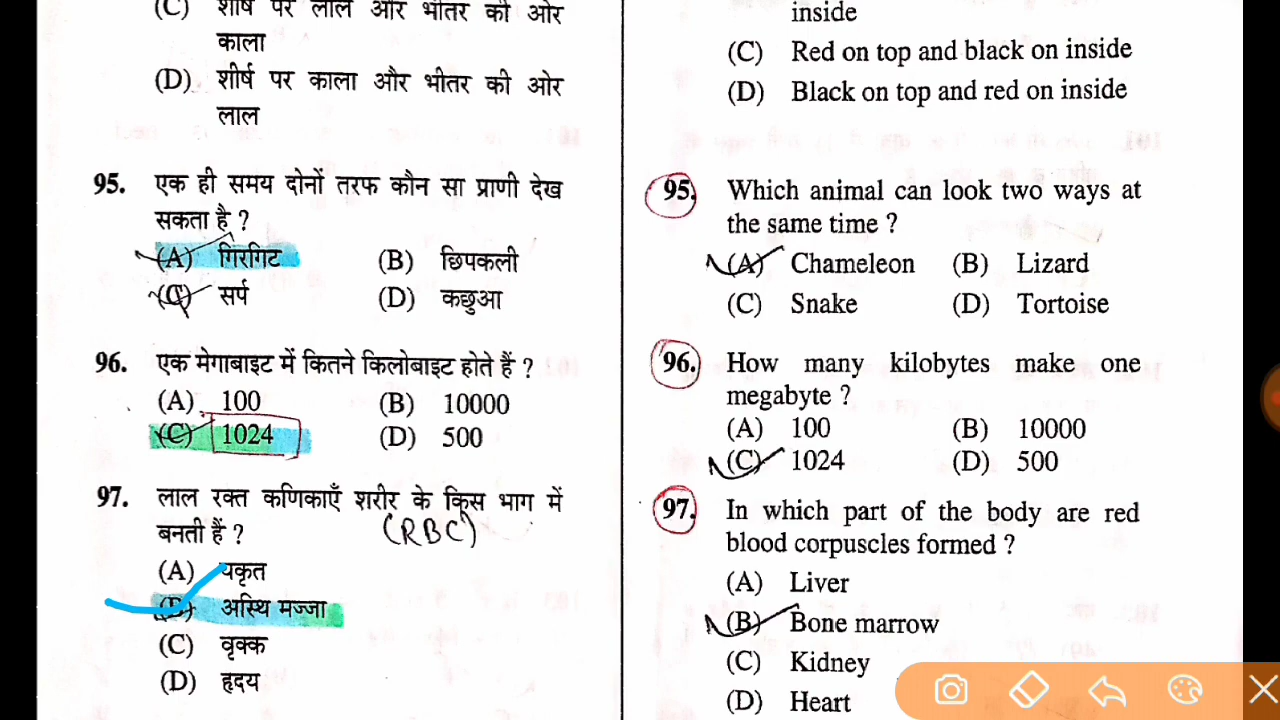 (C) शीर्ष पर लाल और भीतर की ओर
काला
(D) शीर्ष पर काला और भीतर की ओर
लाल
95. एक ही समय दोनों तरफ कौन सा प्राणी देख
सकता है ?
(A) गिरगिट (B) छिपकली
(C) सर्प (D) कछुआ
96. एक मेगाबाइट में कितने किलोबाइट होते हैं ?
(A) 100 (B) 10000
(C) 1024 (D) 500
97. लाल रक्त कणिकाएँ शरीर के किस भाग में
बनती हैं ? (RBC)
(A) यकृत
(B) अस्थि मज्जा
(C) वृक्क
(D) हृदय
inside
(C) Red on top and black on inside
(D) Black on top and red on inside
95. Which animal can look two ways at
the same time ?
(A) Chameleon (B) Lizard
(C) Snake (D) Tortoise
96. How many kilobytes make one
megabyte ?
(A) 100 (B) 10000
(C) 1024 (D) 500
97. In which part of the body are red
blood corpuscles formed ?
(A) Liver
(B) Bone marrow
(C) Kidney
(D) Heart